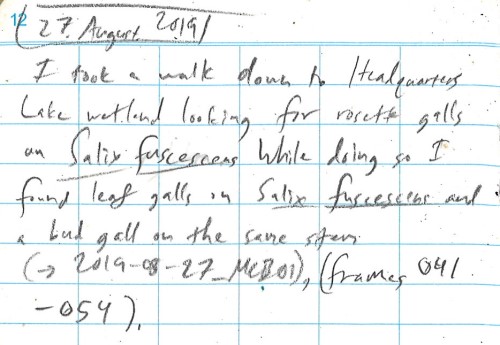 12
27 August 2019
I took a walk down to Headquarters
Lake wetland looking for rosette galls
on Salix fuscescens While doing so I
found leaf galls on Salix fuscescens and
a bud gall on the same stem
(→ 2019-08-27_MLB01), (frames 041
-054).